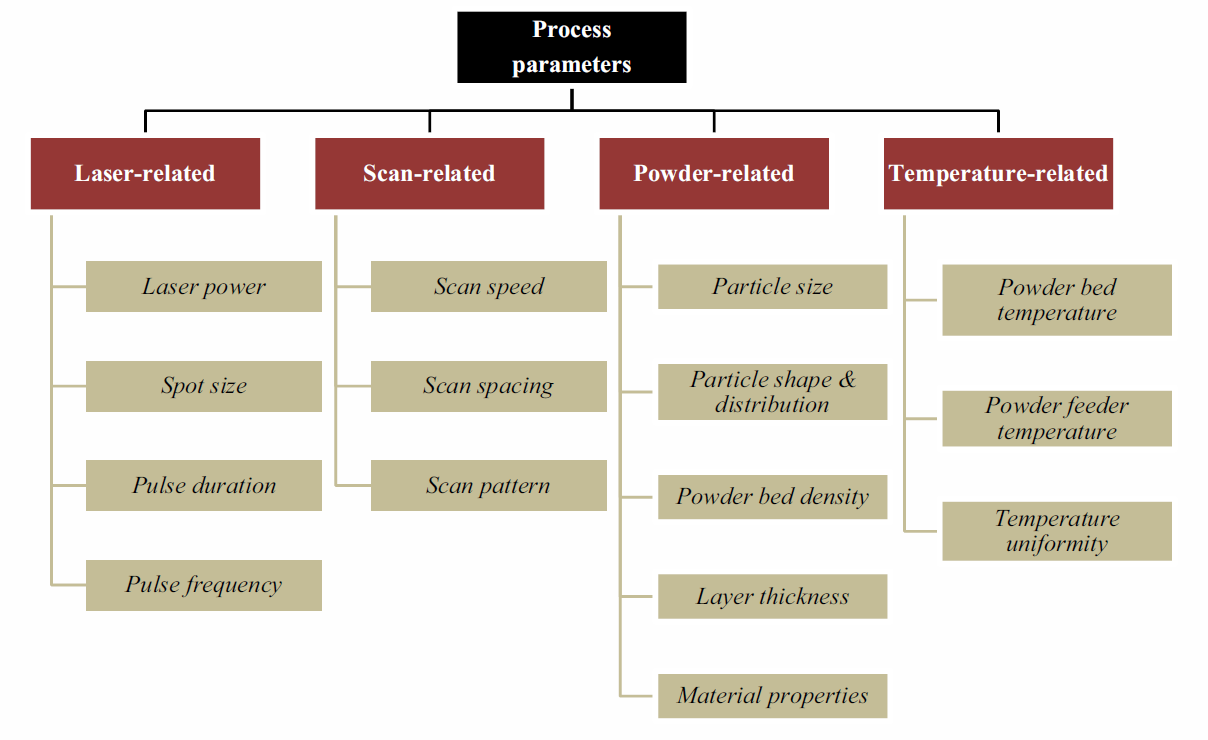 Process
parameters
Laser-related
Scan-related
Powder-related
Temperature-related
Laser power
Spot size
Pulse duration
Pulse frequency
Scan speed
Scan spacing
Scan pattern
Particle size
Particle shape &
distribution
Powder bed density
Layer thickness
Material properties
Powder bed
temperature
Powder feeder
temperature
Temperature
uniformity